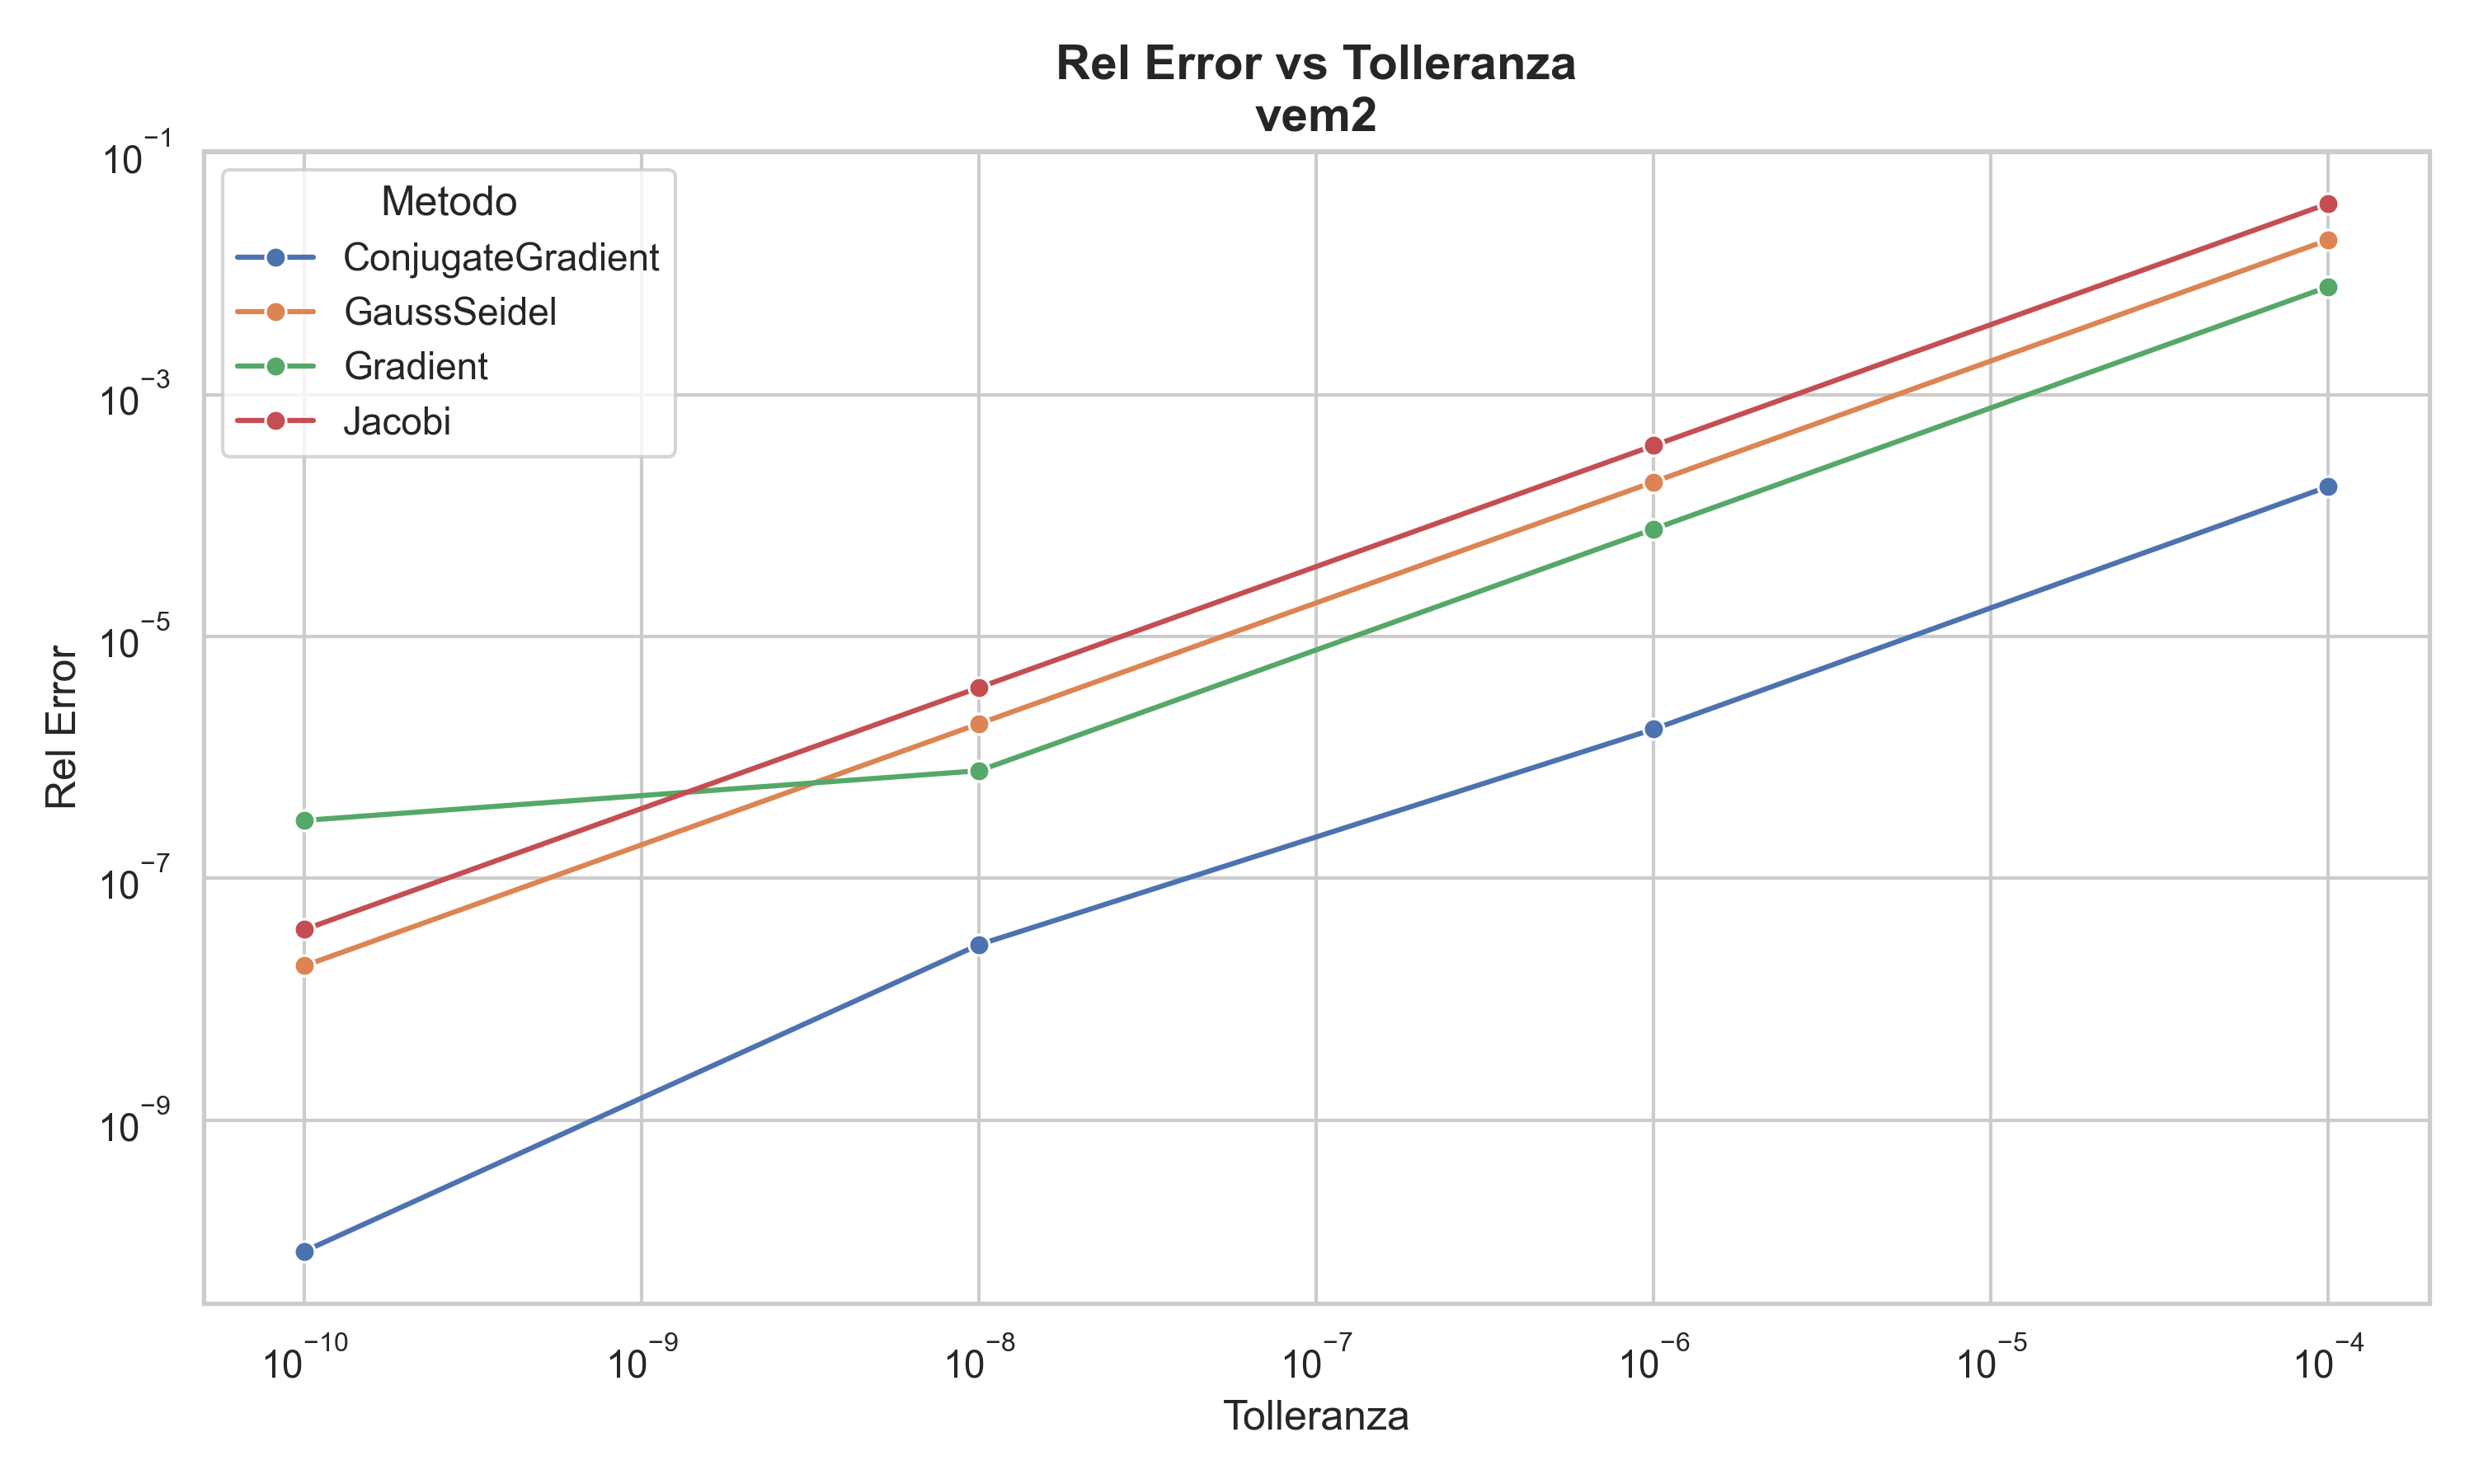 Rel Error vs Tolleranza
vem2
Metodo
ConjugateGradient
GaussSeidel
Gradient
Jacobi
Rel Error
10⁻¹
10⁻³
10⁻⁵
10⁻⁷
10⁻⁹
10⁻¹⁰ 10⁻⁹ 10⁻⁸ 10⁻⁷ 10⁻⁶ 10⁻⁵ 10⁻⁴
Tolleranza